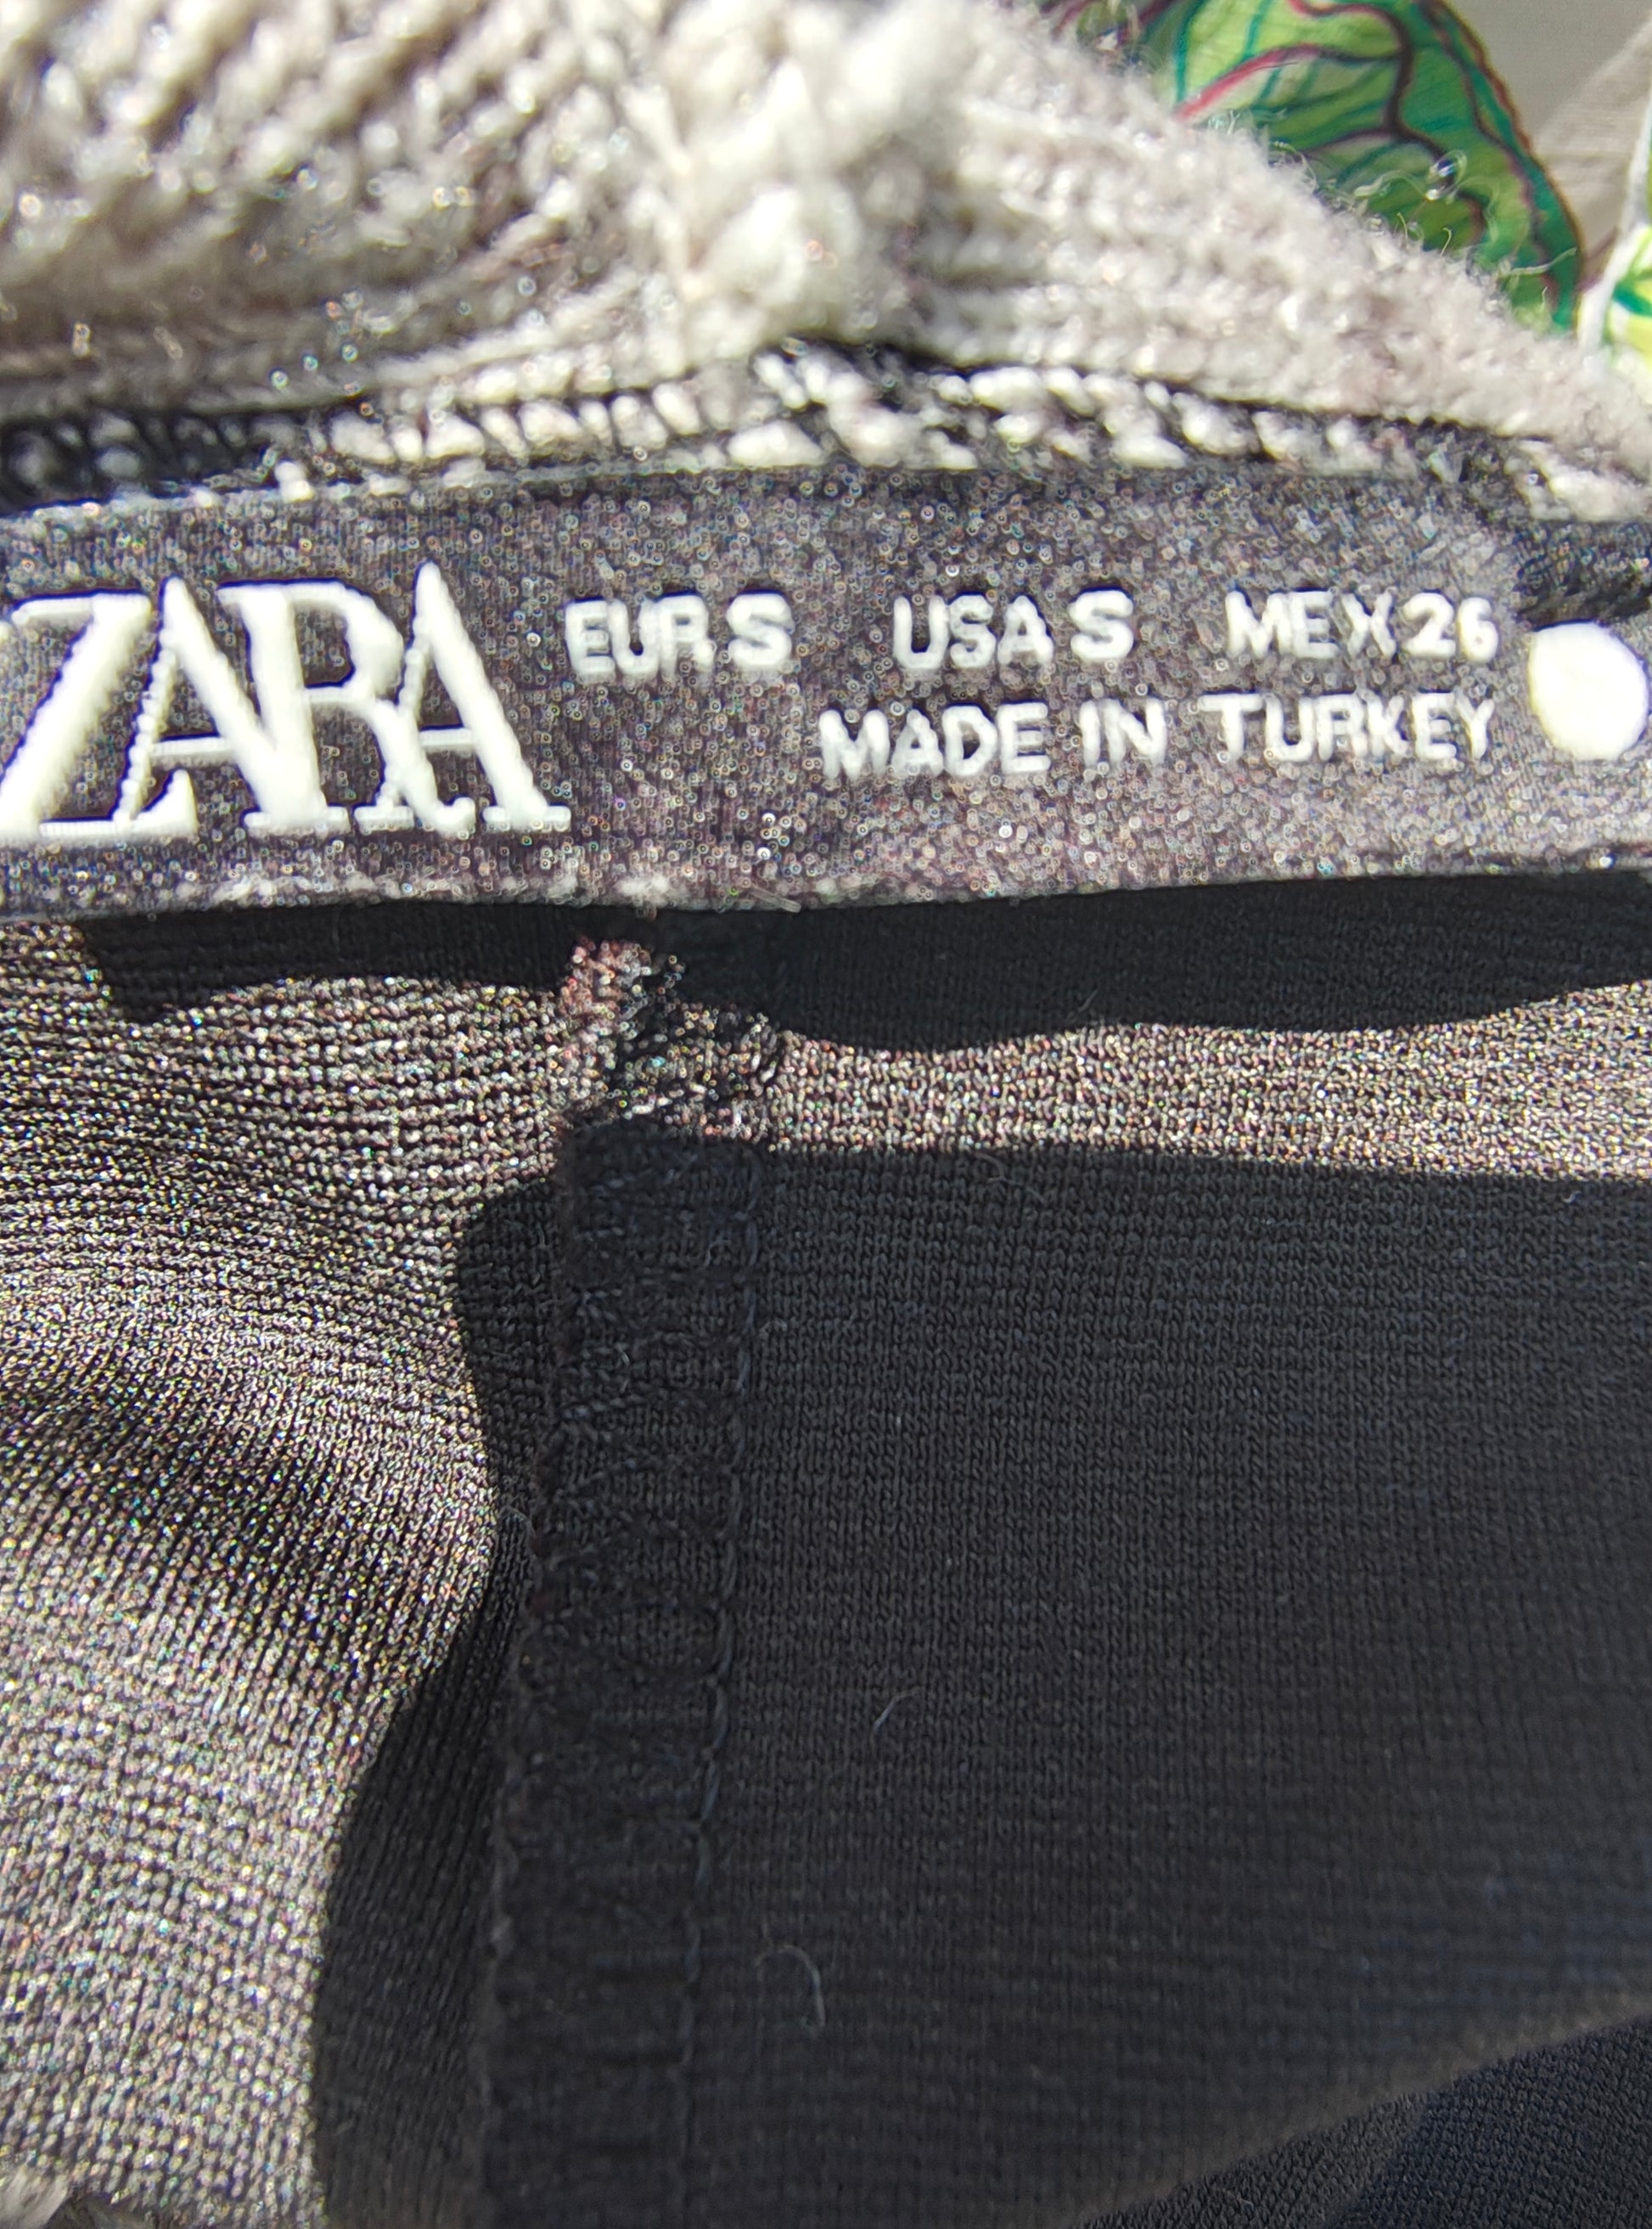 ZARA
EUR S USA S MEX 26
MADE IN TURKEY